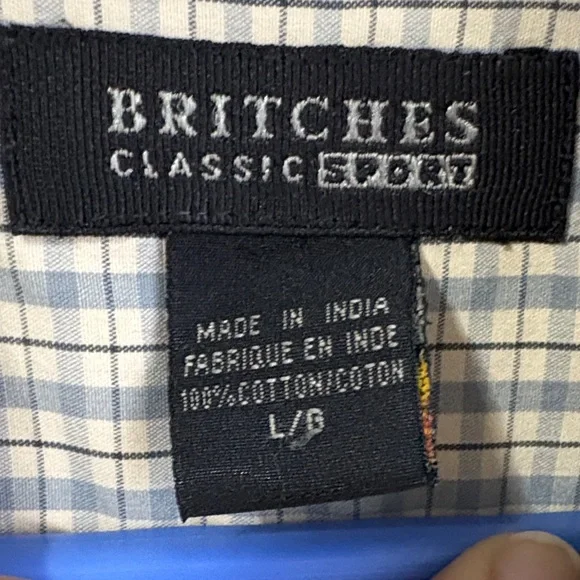 BRITCHES
CLASSIC SPORT
MADE IN INDIA
FABRIQUE EN INDE
100% COTTON/COTON
L/G